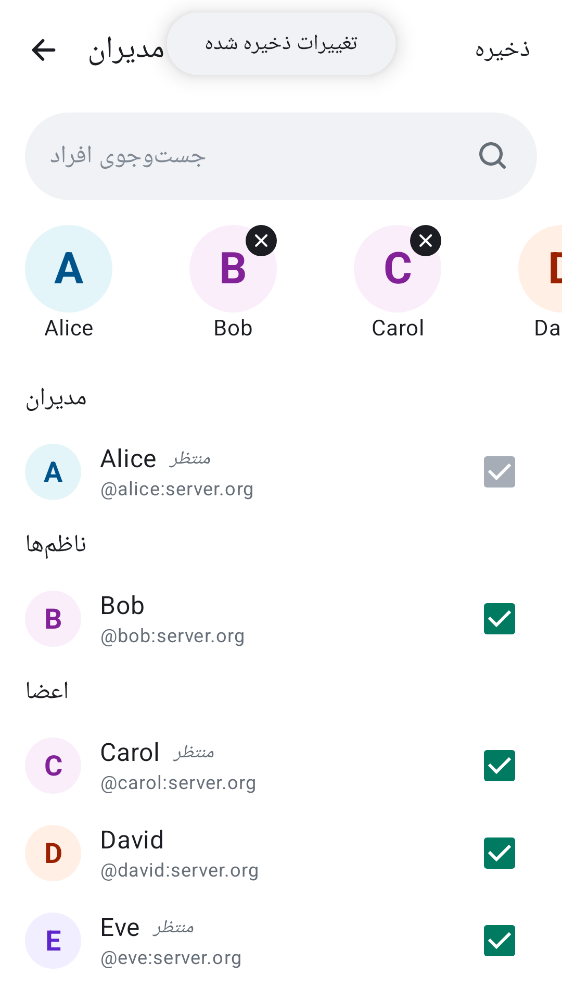 مدیران
تغییرات ذخیره شده
ذخیره
جست‌وجوی افراد
A
B
C
D
Alice
Bob
Carol
Da
مدیران
A
Alice منتظر
@alice:server.org
ناظم‌ها
B
Bob
@bob:server.org
اعضا
C
Carol منتظر
@carol:server.org
D
David
@david:server.org
E
Eve منتظر
@eve:server.org